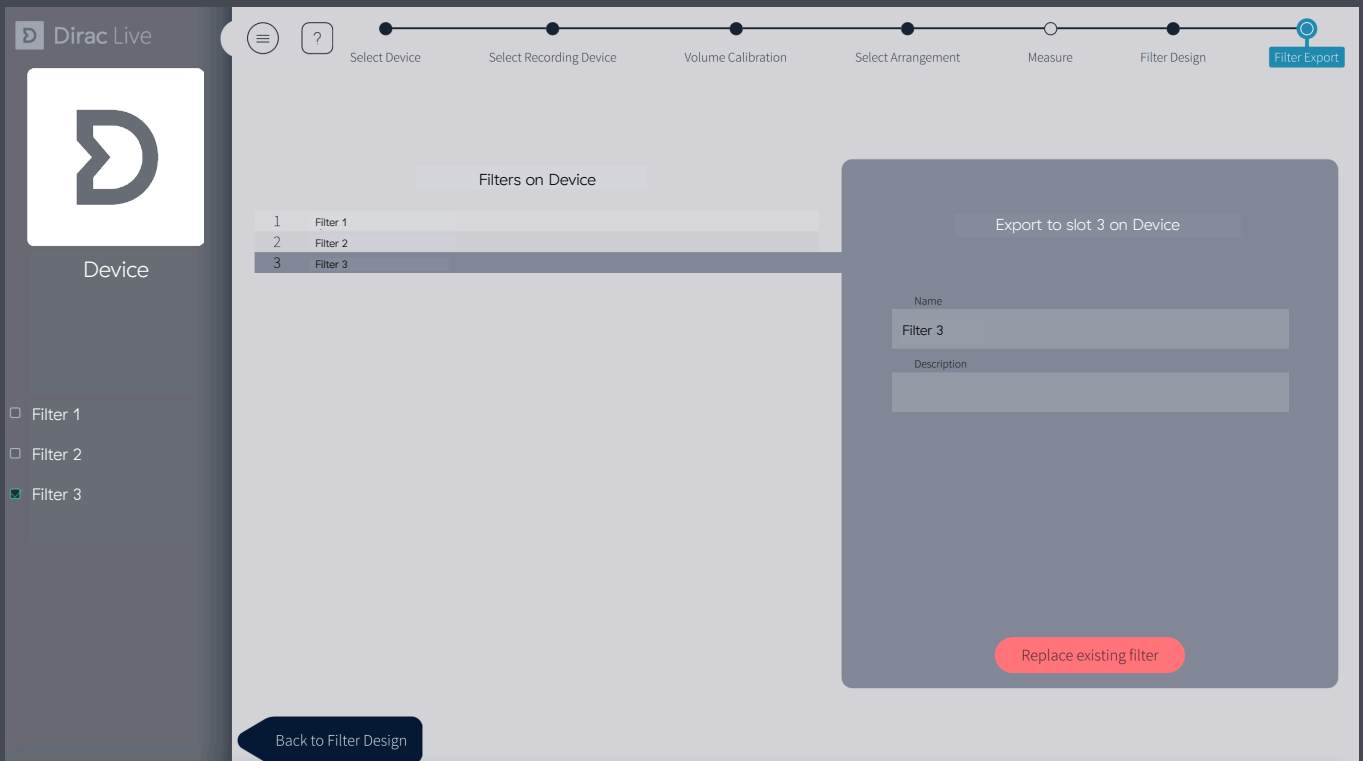 Dirac Live
Device
Filter 1
Filter 2
Filter 3
?
Select Device
Select Recording Device
Volume Calibration
Select Arrangement
Measure
Filter Design
Filter Export
Filters on Device
1 Filter 1
2 Filter 2
3 Filter 3
Export to slot 3 on Device
Name
Filter 3
Description
Replace existing filter
Back to Filter Design